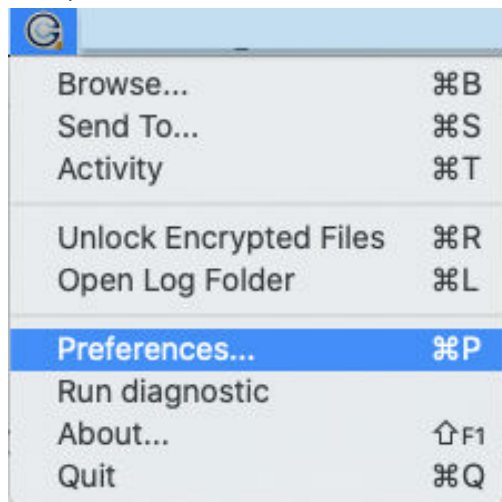 Browse... ⌘B
Send To... ⌘S
Activity ⌘T
Unlock Encrypted Files ⌘R
Open Log Folder ⌘L
Preferences... ⌘P
Run diagnostic
About... ⇧F1
Quit ⌘Q